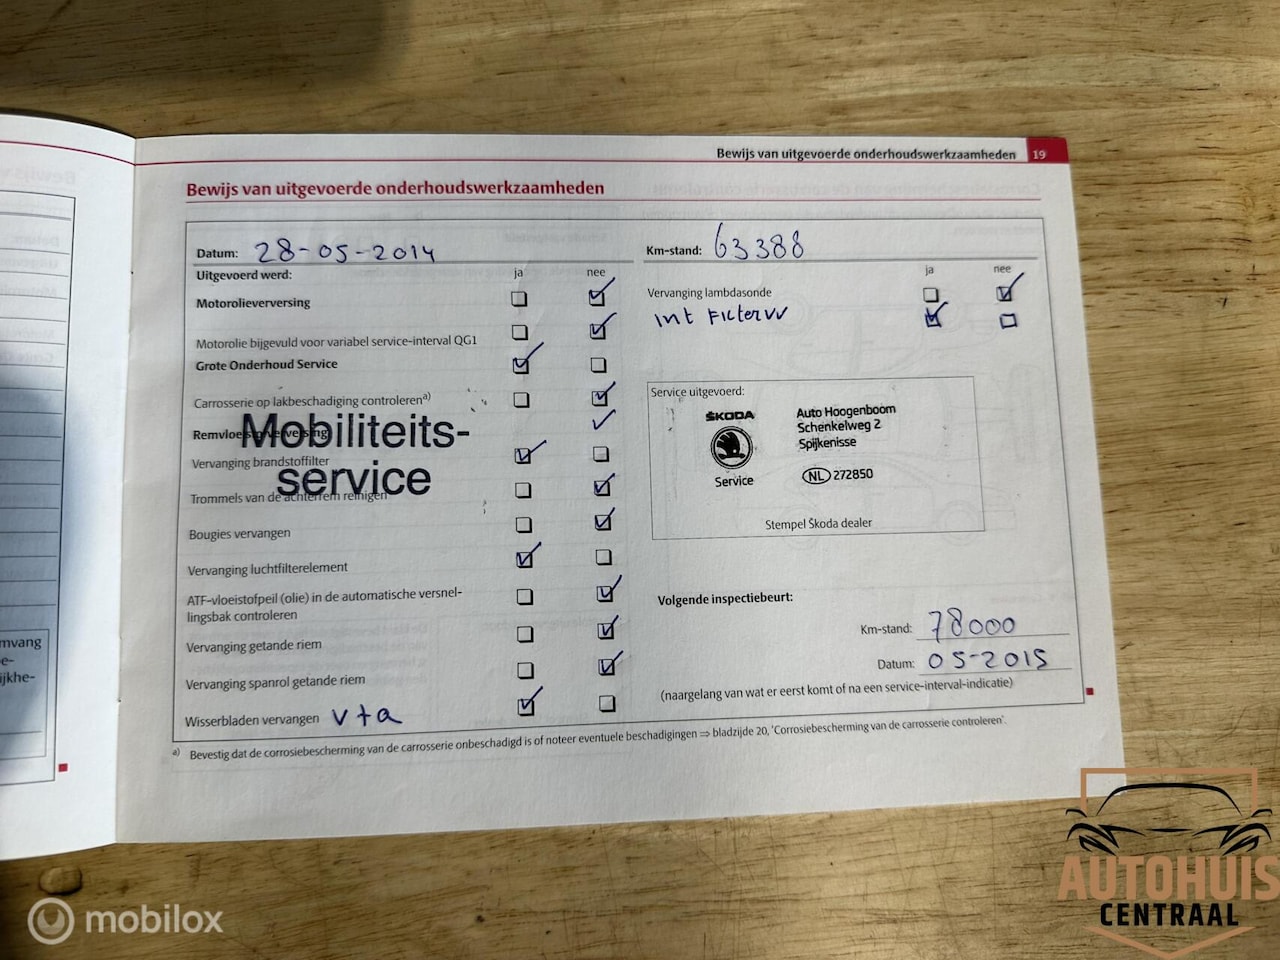 Bewijs van uitgevoerde onderhoudswerkzaamheden 19
Bewijs van uitgevoerde onderhoudswerkzaamheden
Datum: 28-05-2014
Km-stand: 63388
Uitgevoerd werd: ja nee
Motorolieverversing
Motorolie bijgevuld voor variabel service-interval QG1
Grote Onderhoud Service
Carrosserie op lakbeschadiging controleren a)
Remvloeistofverversing
Mobiliteits-
service
Vervanging brandstoffilter
Trommels van de achterrem reinigen
Bougies vervangen
Vervanging luchtfilterelement
ATF-vloeistofpeil (olie) in de automatische versnel-
lingsbak controleren
Vervanging getande riem
Vervanging spanrol getande riem
Wisserbladen vervangen v+a
ja nee
Vervanging lambdasonde
int Filter vv
Service uitgevoerd:
ŠKODA
Service
Auto Hoogenboom
Schenkelweg 2
Spijkenisse
NL 272850
Stempel Škoda dealer
Volgende inspectiebeurt:
Km-stand: 78000
Datum: 05-2015
(naargelang van wat er eerst komt of na een service-interval-indicatie)
a) Bevestig dat de corrosiebescherming van de carrosserie onbeschadigd is of noteer eventuele beschadigingen ⇒ bladzijde 20, 'Corrosiebescherming van de carrosserie controleren'.
mvang
e-
ijkhe-
mobilox
AUTOHUIS
CENTRAAL